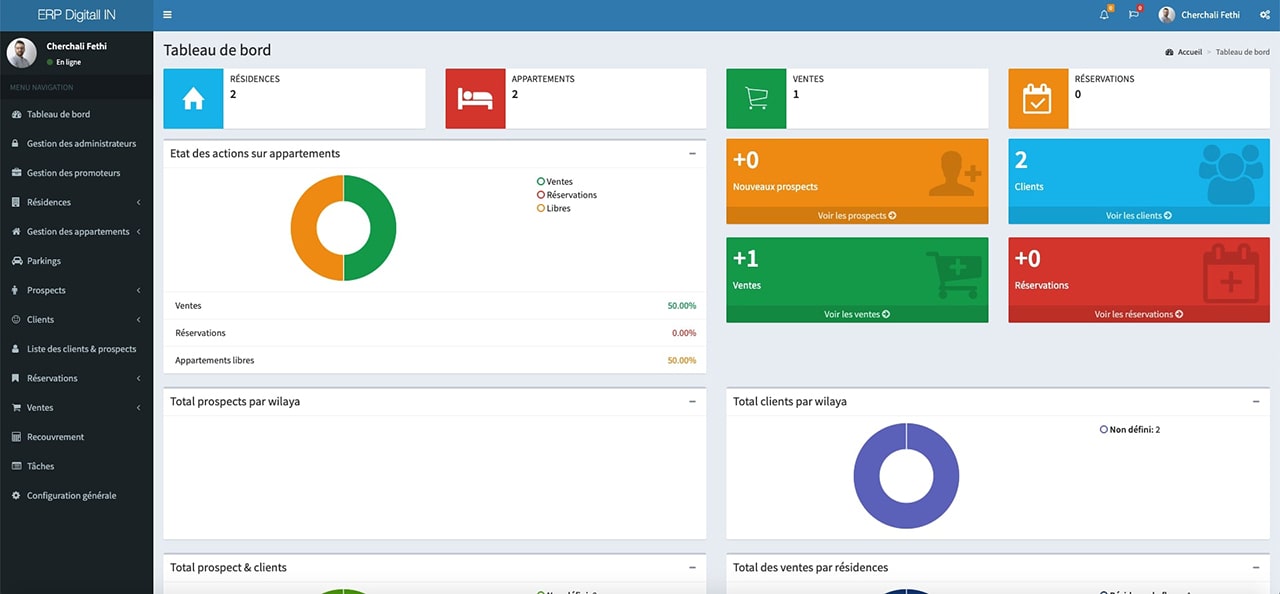 ERP Digitall IN
0
0
Cherchali Fethi
Cherchali Fethi
En ligne
MENU NAVIGATION
Tableau de bord
Gestion des administrateurs
Gestion des promoteurs
Résidences
Gestion des appartements
Parkings
Prospects
Clients
Liste des clients & prospects
Réservations
Ventes
Recouvrement
Tâches
Configuration générale
Tableau de bord
Accueil > Tableau de bord
RÉSIDENCES
2
APPARTEMENTS
2
VENTES
1
RÉSERVATIONS
0
Etat des actions sur appartements
Ventes
Réservations
Libres
Ventes 50.00%
Réservations 0.00%
Appartements libres 50.00%
+0
Nouveaux prospects
Voir les prospects
2
Clients
Voir les clients
+1
Ventes
Voir les ventes
+0
Réservations
Voir les réservations
Total prospects par wilaya
Total clients par wilaya
Non défini: 2
Total prospect & clients
Total des ventes par résidences